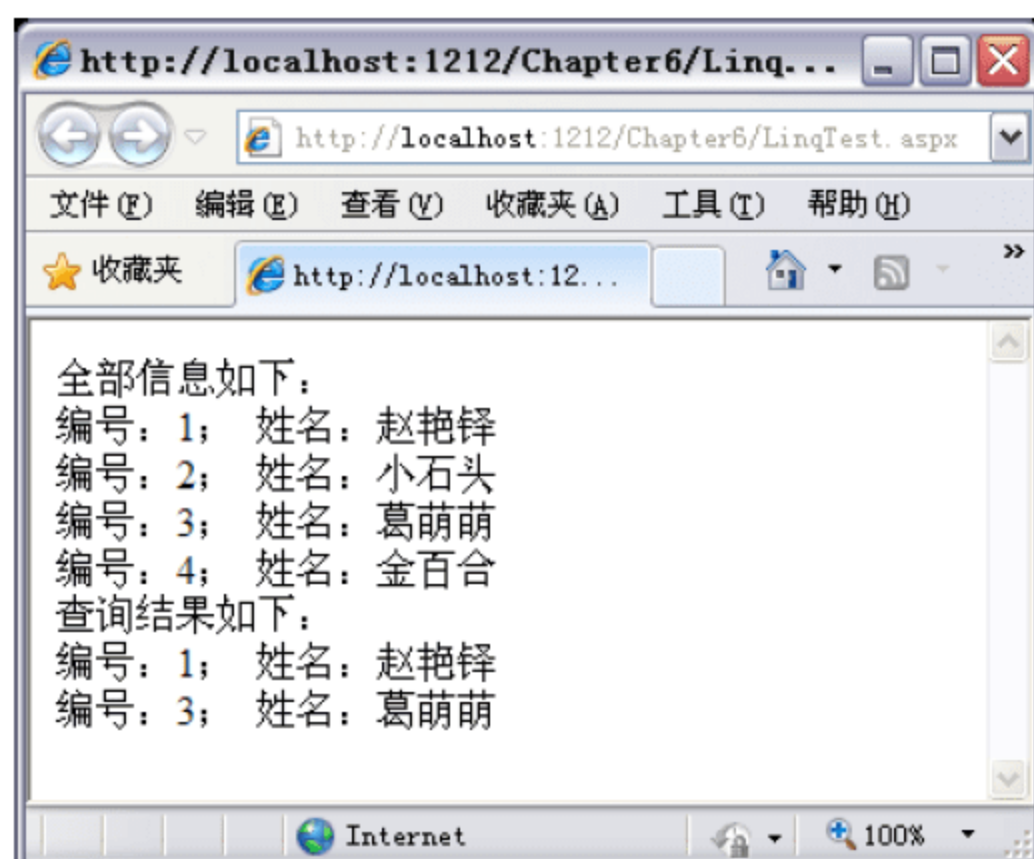 http://localhost:1212/Chapter6/Linq...
http://localhost:1212/Chapter6/LinqTest.aspx
文件(F) 编辑(E) 查看(V) 收藏夹(A) 工具(T) 帮助(H)
收藏夹 http://localhost:12... »
全部信息如下：
编号：1； 姓名：赵艳铎
编号：2； 姓名：小石头
编号：3； 姓名：葛萌萌
编号：4； 姓名：金百合
查询结果如下：
编号：1； 姓名：赵艳铎
编号：3； 姓名：葛萌萌
Internet 100%